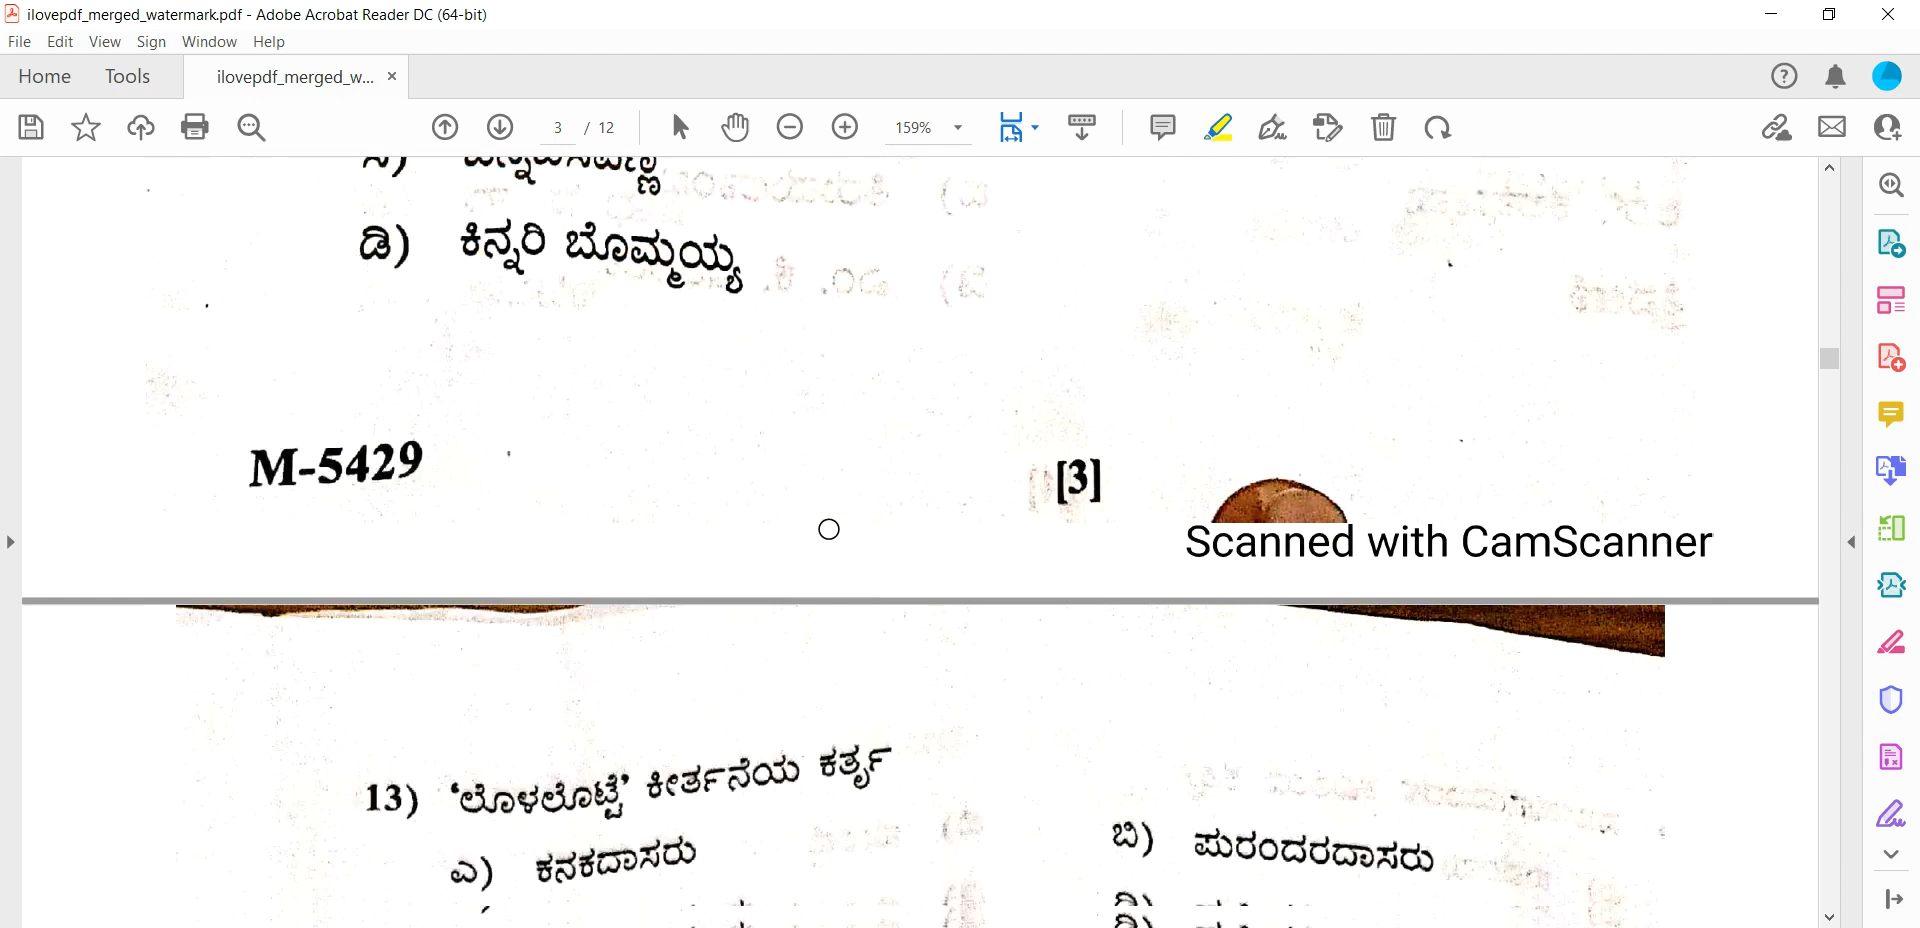 ilovepdf_merged_watermark.pdf - Adobe Acrobat Reader DC (64-bit)
File Edit View Sign Window Help
Home Tools ilovepdf_merged_w... ×
3 / 12 159%
ಡಿ) ಕಿನ್ನರಿ ಬೊಮ್ಮಯ್ಯ
M-5429 [3]
Scanned with CamScanner
13) ‘ಲೊಳಲೊಟ್ಟೆ’ ಕೀರ್ತನೆಯ ಕರ್ತೃ
ಎ) ಕನಕದಾಸರು ಬಿ) ಪುರಂದರದಾಸರು